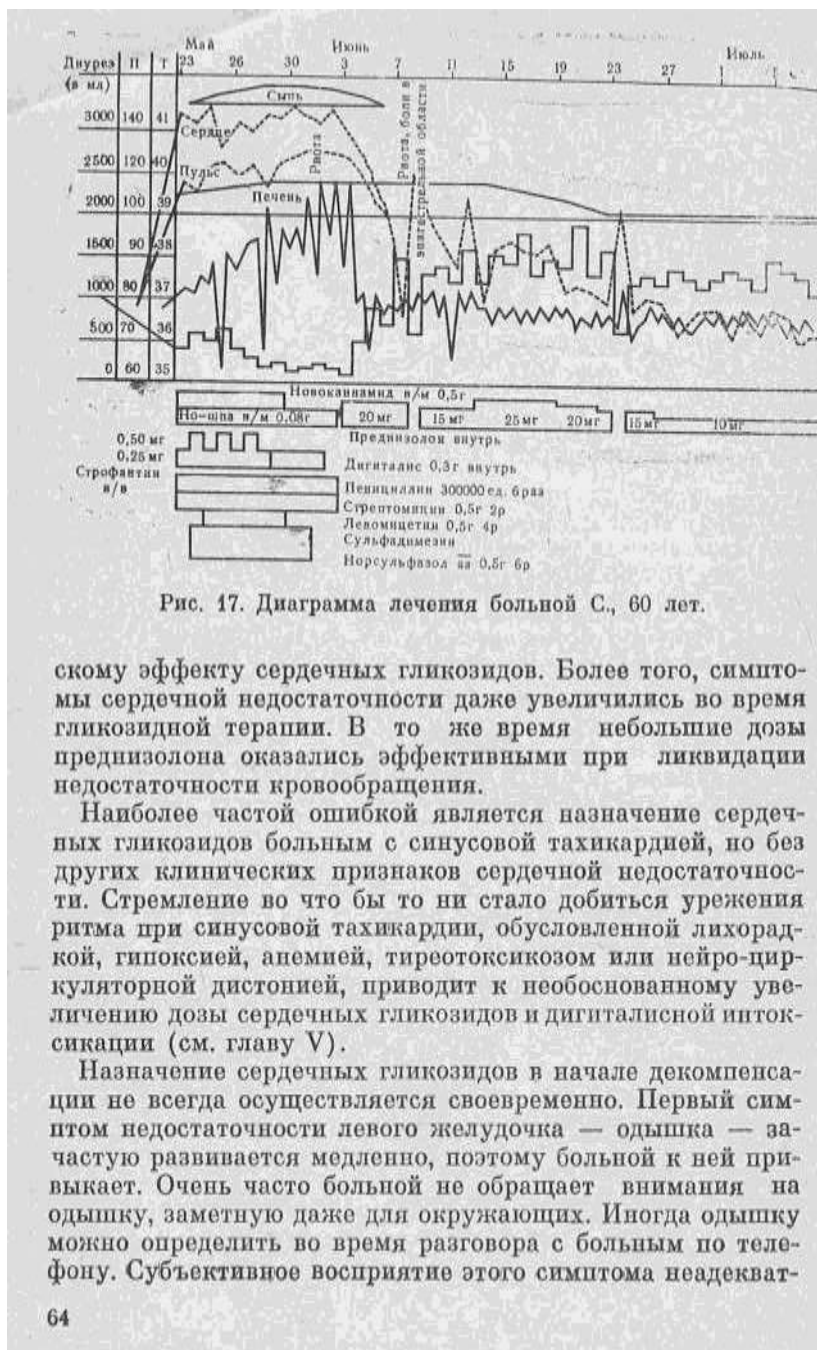 Май Июнь Июль
Диурез П Т 23 26 30 3 7 11 15 19 23 27 1
(в мл)
Сыпь
3000 140 41
Сердце
Рвота
Рвота, боли в
эпигастральной области
2500 120 40
Пульс
39
Печень
2000 100
1500 90 38
1000 80 37
500 70 36
0 60 35
Новокаинамид в/м 0,5г
Но-шпа в/м 0,08г 20 мг 15 мг 25 мг 20 мг 15 мг 10 мг
0,50 мг Преднизолон внутрь
0,25 мг
Строфантин Дигиталис 0,3г внутрь
в/в
Пенициллин 300000 ед. 6раз
Стрептомицин 0,5г 2р
Левомицетин 0,5г 4р
Сульфадимезин
Норсульфазол аа 0,5г 6р
Рис. 17. Диаграмма лечения больной С., 60 лет.
скому эффекту сердечных гликозидов. Более того, симпто-
мы сердечной недостаточности даже увеличились во время
гликозидной терапии. В то же время небольшие дозы
преднизолона оказались эффективными при ликвидации
недостаточности кровообращения.
Наиболее частой ошибкой является назначение сердеч-
ных гликозидов больным с синусовой тахикардией, но без
других клинических признаков сердечной недостаточнос-
ти. Стремление во что бы то ни стало добиться урежения
ритма при синусовой тахикардии, обусловленной лихорад-
кой, гипоксией, анемией, тиреотоксикозом или нейро-цир-
куляторной дистонией, приводит к необоснованному уве-
личению дозы сердечных гликозидов и дигиталисной инток-
сикации (см. главу V).
Назначение сердечных гликозидов в начале декомпенса-
ции не всегда осуществляется своевременно. Первый сим-
птом недостаточности левого желудочка — одышка — за-
частую развивается медленно, поэтому больной к ней при-
выкает. Очень часто больной не обращает внимания на
одышку, заметную даже для окружающих. Иногда одышку
можно определить во время разговора с больным по теле-
фону. Субъективное восприятие этого симптома неадекват-
64